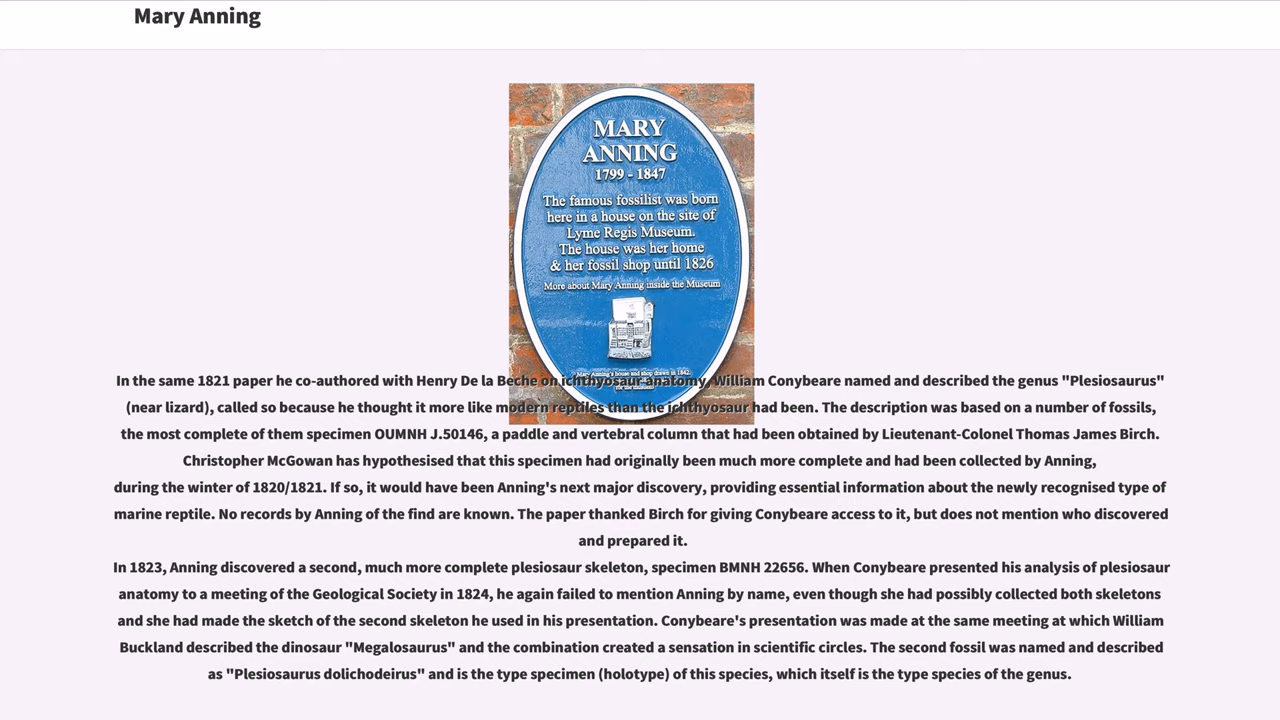 Mary Anning
MARY
ANNING
1799 - 1847
The famous fossilist was born
here in a house on the site of
Lyme Regis Museum.
The house was her home
& her fossil shop until 1826
More about Mary Anning inside the Museum
Mary Anning's house and shop drawn in 1842.
In the same 1821 paper he co-authored with Henry De la Beche on ichthyosaur anatomy, William Conybeare named and described the genus "Plesiosaurus"
(near lizard), called so because he thought it more like modern reptiles than the ichthyosaur had been. The description was based on a number of fossils,
the most complete of them specimen OUMNH J.50146, a paddle and vertebral column that had been obtained by Lieutenant-Colonel Thomas James Birch.
Christopher McGowan has hypothesised that this specimen had originally been much more complete and had been collected by Anning,
during the winter of 1820/1821. If so, it would have been Anning's next major discovery, providing essential information about the newly recognised type of
marine reptile. No records by Anning of the find are known. The paper thanked Birch for giving Conybeare access to it, but does not mention who discovered
and prepared it.
In 1823, Anning discovered a second, much more complete plesiosaur skeleton, specimen BMNH 22656. When Conybeare presented his analysis of plesiosaur
anatomy to a meeting of the Geological Society in 1824, he again failed to mention Anning by name, even though she had possibly collected both skeletons
and she had made the sketch of the second skeleton he used in his presentation. Conybeare's presentation was made at the same meeting at which William
Buckland described the dinosaur "Megalosaurus" and the combination created a sensation in scientific circles. The second fossil was named and described
as "Plesiosaurus dolichodeirus" and is the type specimen (holotype) of this species, which itself is the type species of the genus.